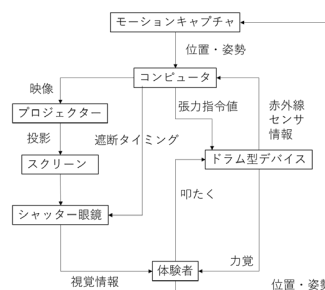 モーションキャプチャ
位置・姿勢
コンピュータ
映像
張力指令値
赤外線
センサ
情報
プロジェクター
投影
遮断タイミング
スクリーン
ドラム型デバイス
叩たく
シャッター眼鏡
体験者
力覚
視覚情報
位置・姿勢